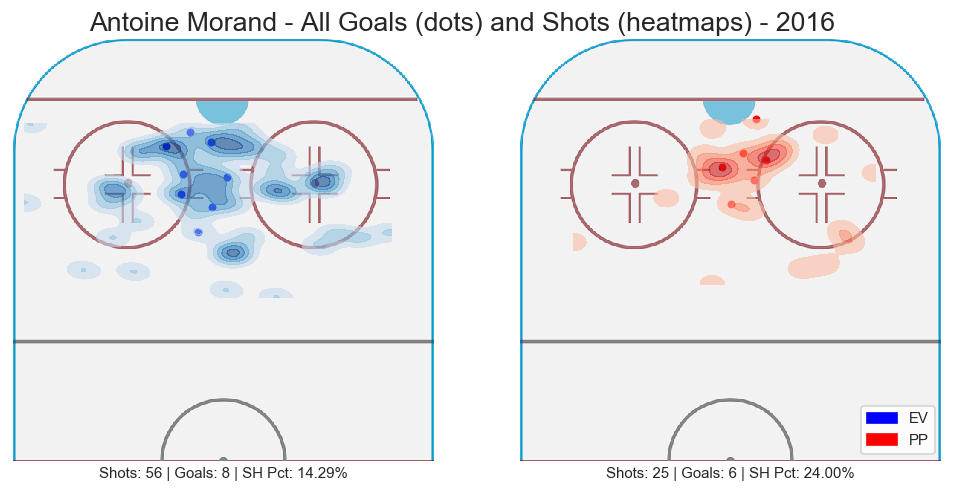 Antoine Morand - All Goals (dots) and Shots (heatmaps) - 2016
EV
PP
Shots: 56 | Goals: 8 | SH Pct: 14.29%
Shots: 25 | Goals: 6 | SH Pct: 24.00%